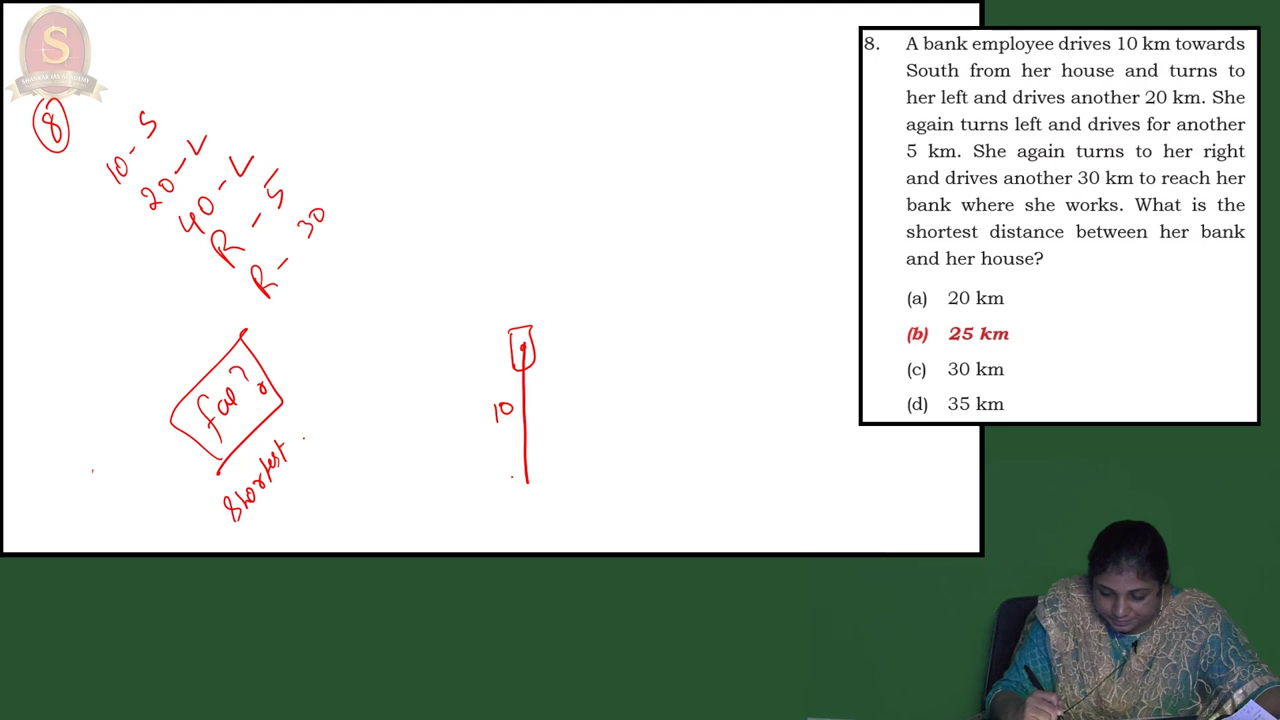 S
SHANKAR IAS ACADEMY
8
10 - S
20 - L
40 - L
R - 5
R - 30
fae?
Shortest
10
8. A bank employee drives 10 km towards
South from her house and turns to
her left and drives another 20 km. She
again turns left and drives for another
5 km. She again turns to her right
and drives another 30 km to reach her
bank where she works. What is the
shortest distance between her bank
and her house?
(a) 20 km
(b) 25 km
(c) 30 km
(d) 35 km